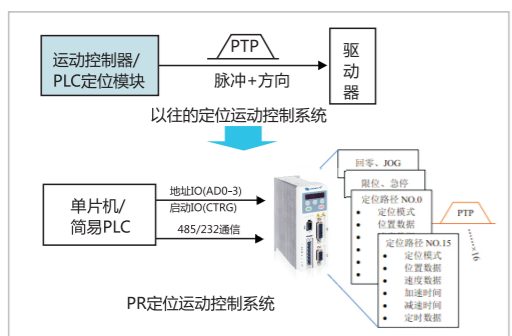 运动控制器/
PLC定位模块
PTP
脉冲+方向
驱
动
器
以往的定位运动控制系统
单片机/
简易PLC
地址IO(AD0-3)
启动IO(CTRG)
485/232通信
回零、JOG
限位、急停
定位路径 NO.0
定位模式
位置数据
定位路径 NO.15
定位模式
位置数据
速度数据
加速时间
减速时间
定时数据
PTP
······×16
PR定位运动控制系统